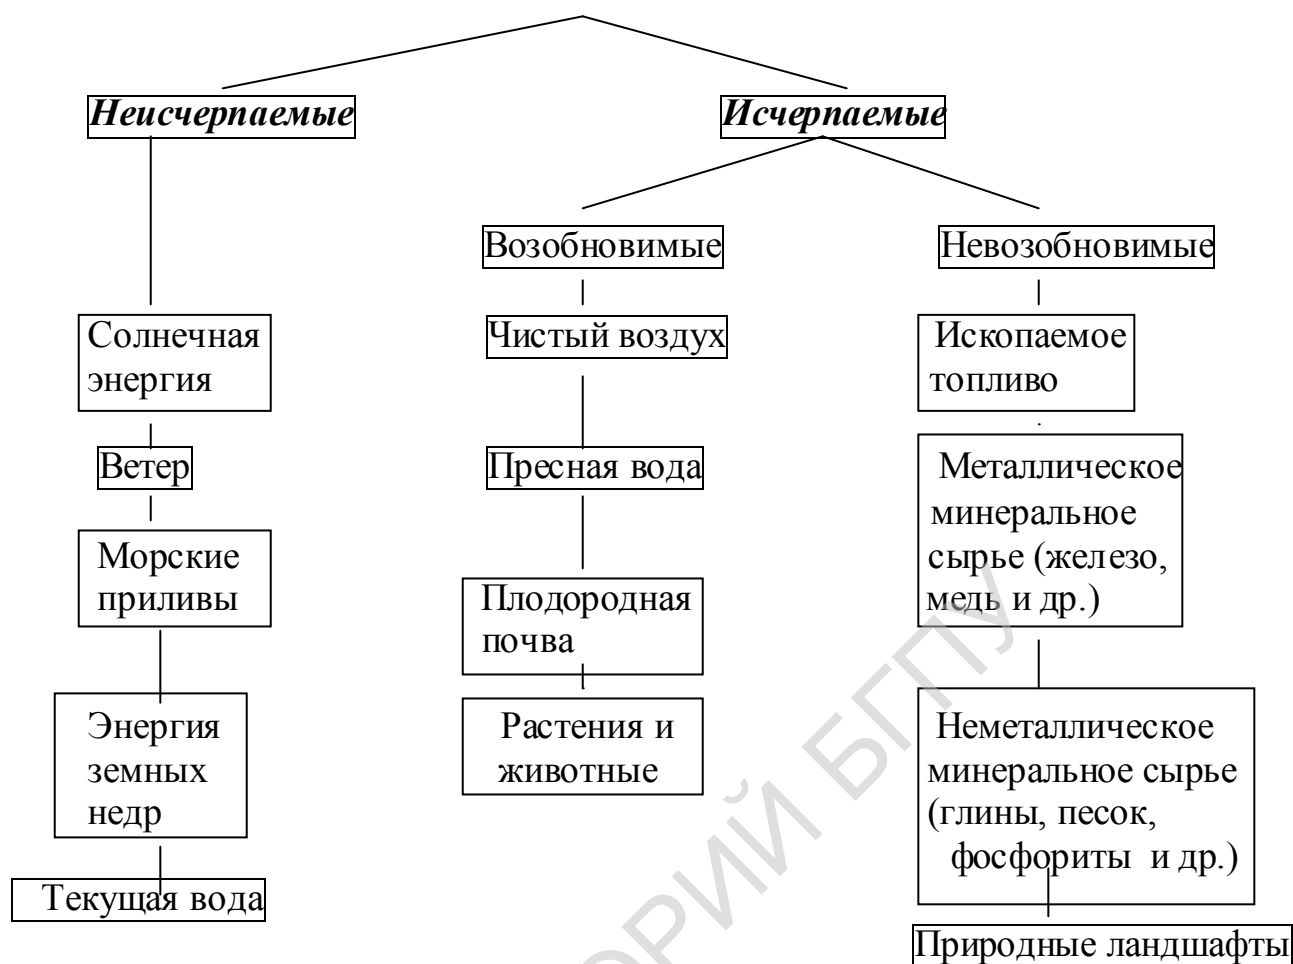 Неисчерпаемые
Исчерпаемые
Возобновимые
Невозобновимые
Солнечная
энергия
Чистый воздух
Ископаемое
топливо
Ветер
Пресная вода
Металлическое
минеральное
сырье (железо,
медь и др.)
Морские
приливы
Плодородная
почва
Энергия
земных
недр
Растения и
животные
Неметаллическое
минеральное сырье
(глины, песок,
фосфориты и др.)
Текущая вода
Природные ландшафты
ОРИЙ БГПУ